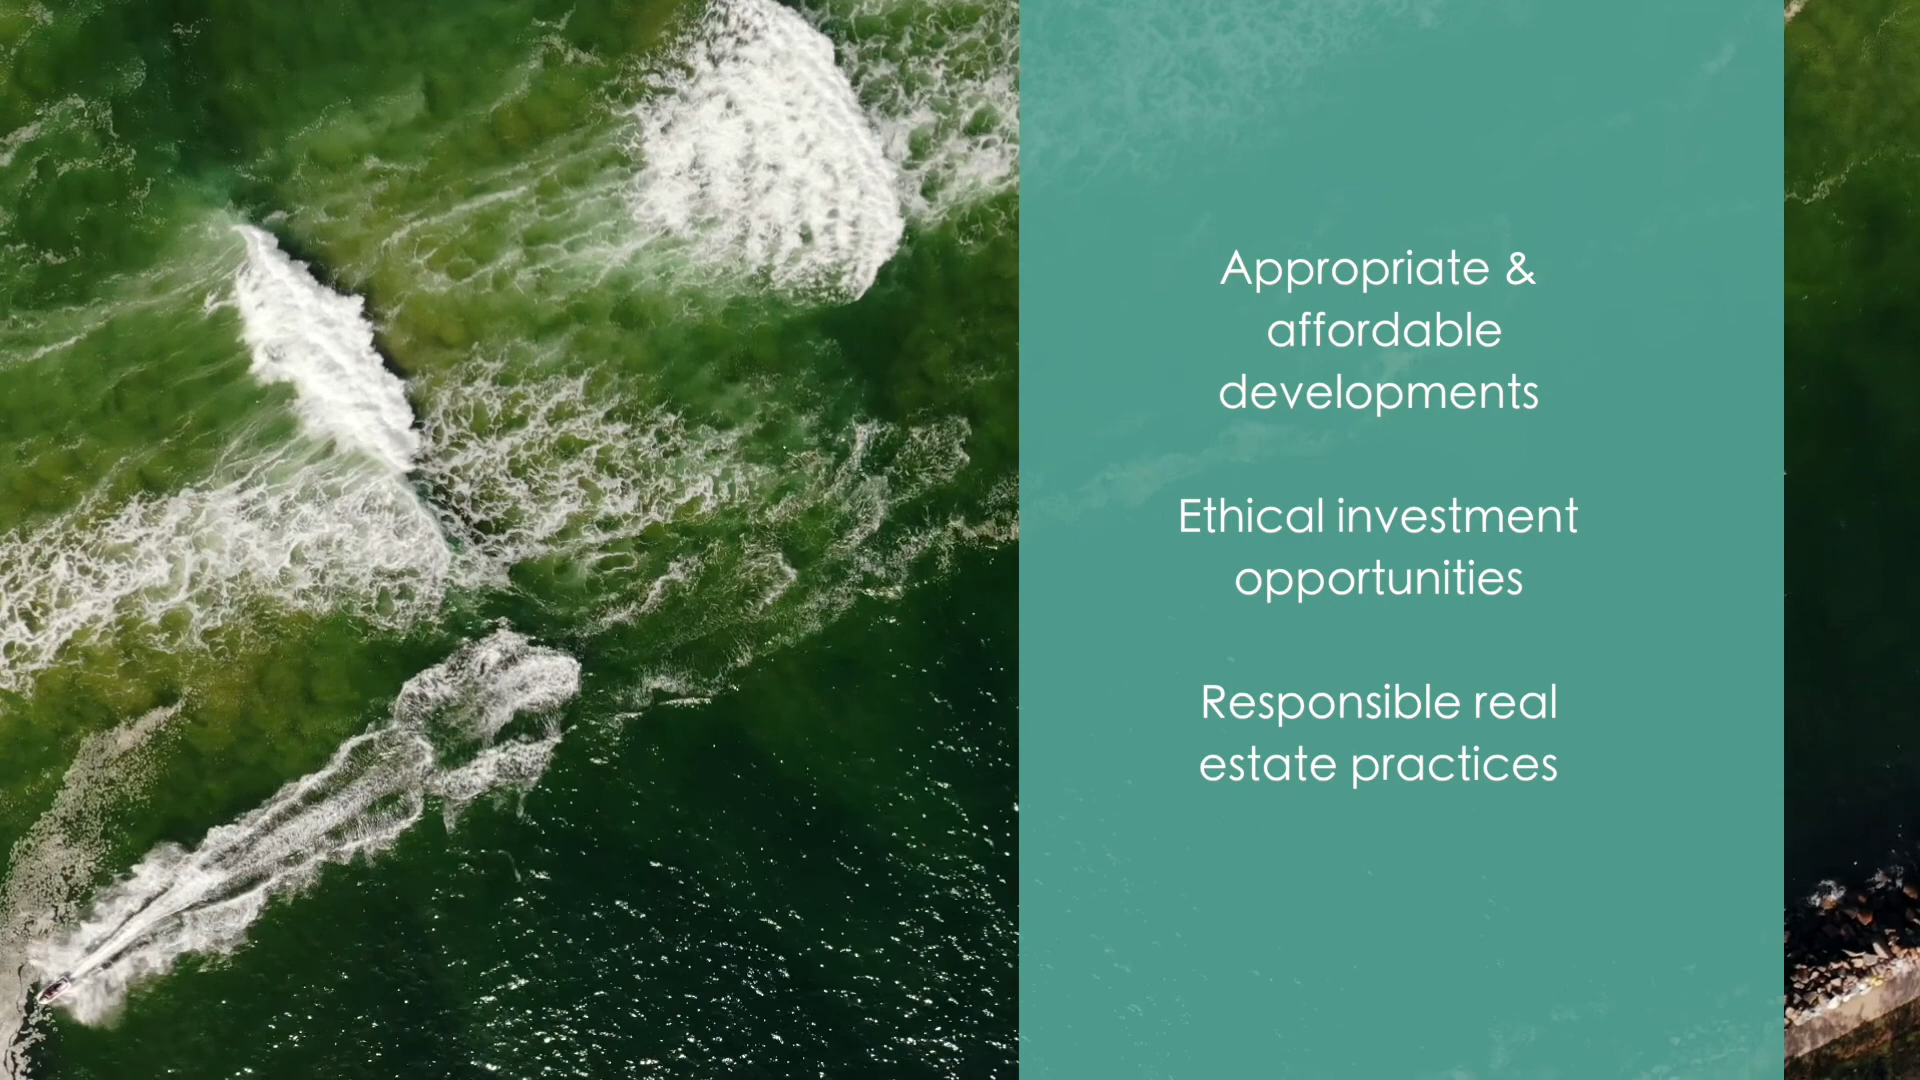 Appropriate &
affordable
developments
Ethical investment
opportunities
Responsible real
estate practices